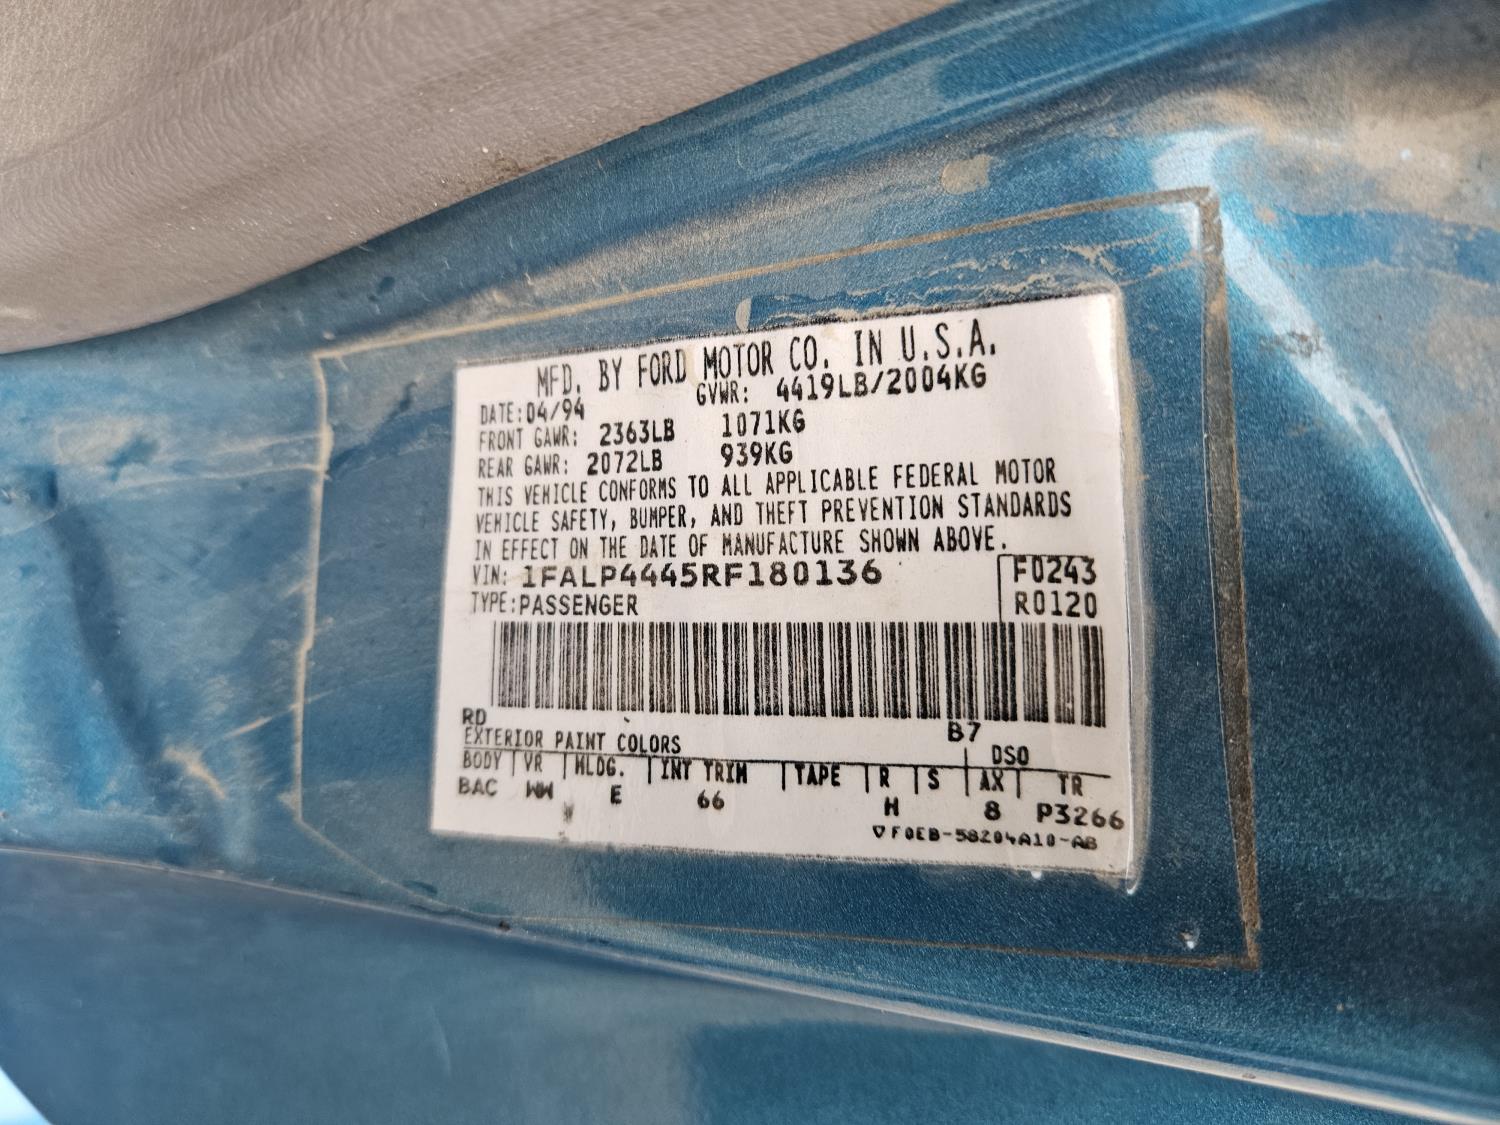 MFD. BY FORD MOTOR CO. IN U.S.A.
DATE: 04/94 GVWR: 4419LB/2004KG
FRONT GAWR: 2363LB 1071KG
REAR GAWR: 2072LB 939KG
THIS VEHICLE CONFORMS TO ALL APPLICABLE FEDERAL MOTOR
VEHICLE SAFETY, BUMPER, AND THEFT PREVENTION STANDARDS
IN EFFECT ON THE DATE OF MANUFACTURE SHOWN ABOVE.
VIN: 1FALP4445RF180136 F0243
TYPE: PASSENGER R0120
RD B7
EXTERIOR PAINT COLORS DSO
BODY VR MLDG. INT TRIM TAPE R S AX TR
BAC WW E 66 H 8 P3266
▽F0EB-58204A10-AB